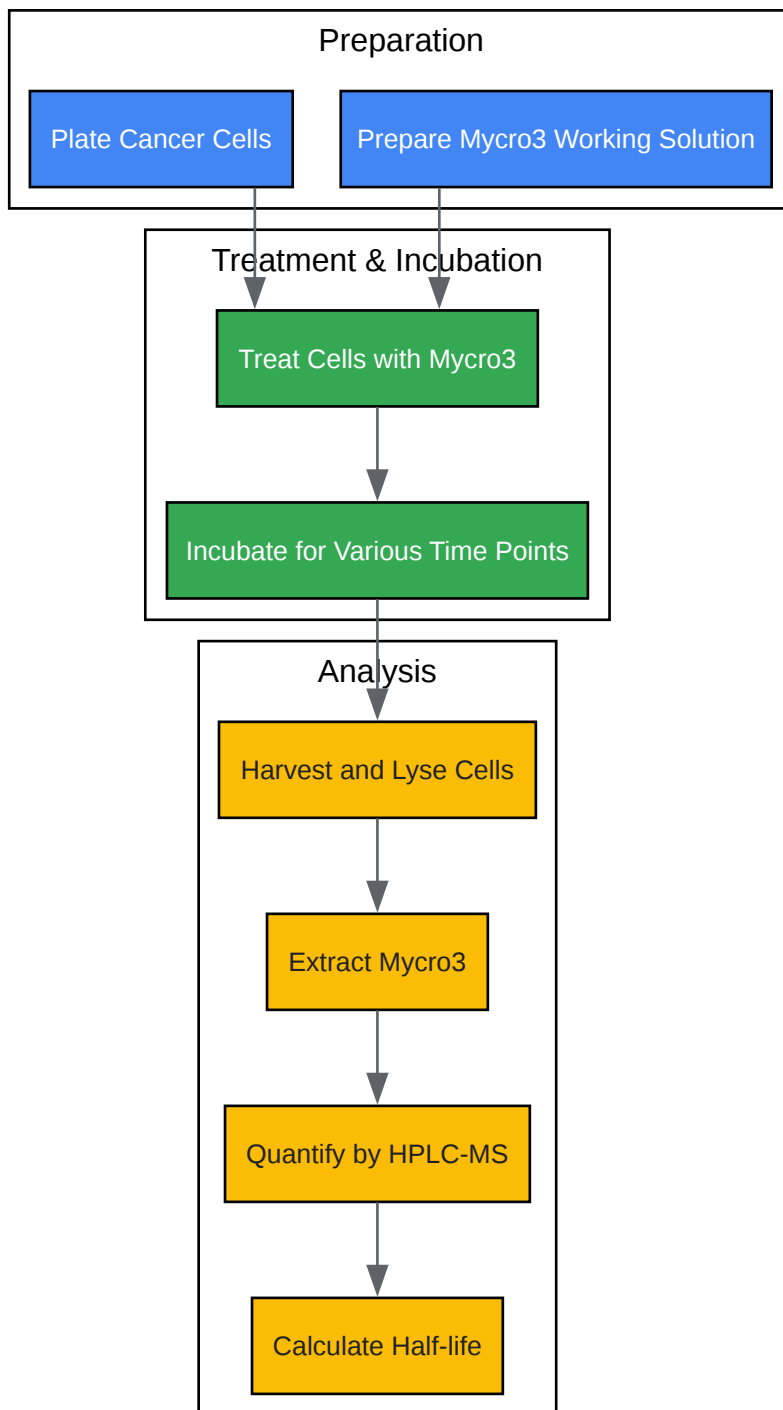 Preparation
Plate Cancer Cells
Prepare Mycro3 Working Solution
Treatment & Incubation
Treat Cells with Mycro3
Incubate for Various Time Points
Analysis
Harvest and Lyse Cells
Extract Mycro3
Quantify by HPLC-MS
Calculate Half-life